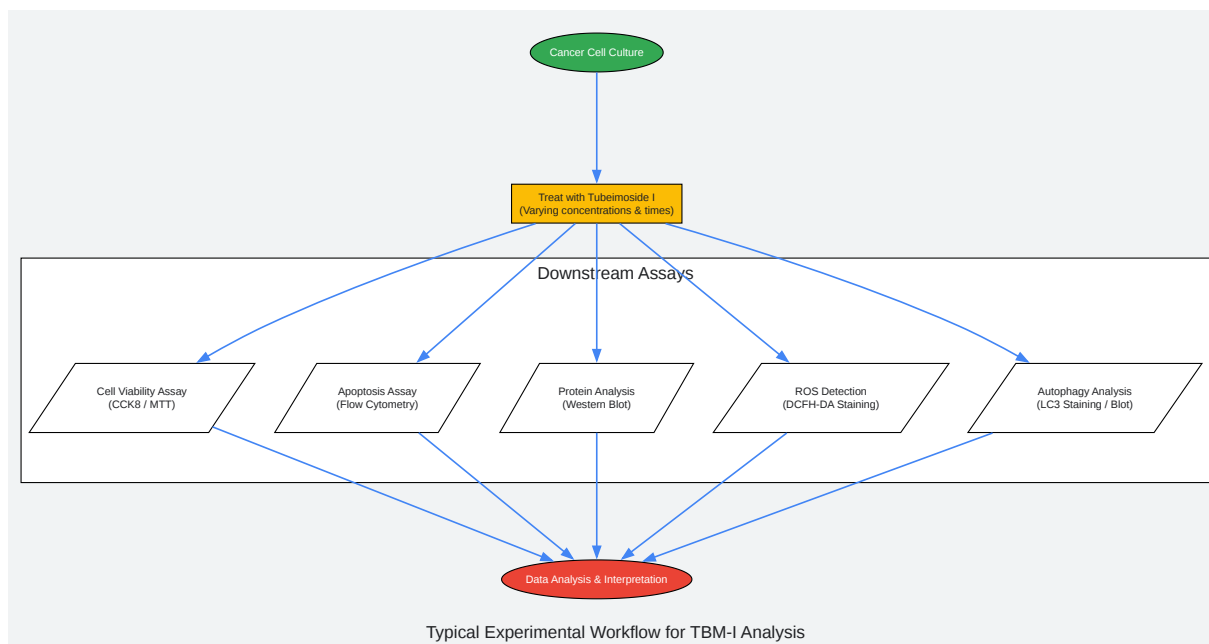 Cancer Cell Culture
Treat with Tubeimoside I
(Varying concentrations & times)
Downstream Assays
Cell Viability Assay
(CCK8 / MTT)
Apoptosis Assay
(Flow Cytometry)
Protein Analysis
(Western Blot)
ROS Detection
(DCFH-DA Staining)
Autophagy Analysis
(LC3 Staining / Blot)
Data Analysis & Interpretation
Typical Experimental Workflow for TBM-I Analysis